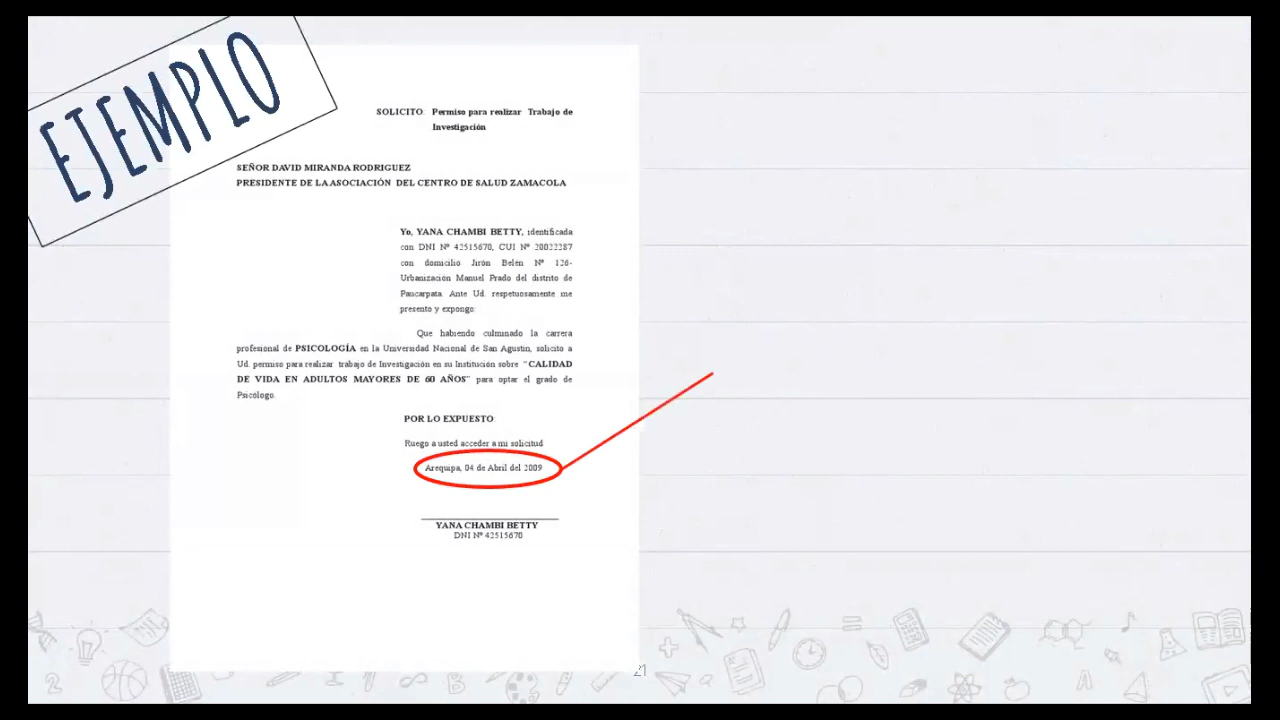 EJEMPLO
SOLICITO: Permiso para realizar Trabajo de
Investigación
SEÑOR DAVID MIRANDA RODRIGUEZ
PRESIDENTE DE LA ASOCIACIÓN DEL CENTRO DE SALUD ZAMACOLA
Yo, YANA CHAMBI BETTY, identificada
con DNI Nº 42515670, CUI Nº 20022287
con domicilio Jirón Belén Nº 126-
Urbanización Manuel Prado del distrito de
Paucarpata. Ante Ud. respetuosamente me
presento y expongo:
Que habiendo culminado la carrera
profesional de PSICOLOGÍA en la Universidad Nacional de San Agustín, solicito a
Ud. permiso para realizar trabajo de Investigación en su Institución sobre "CALIDAD
DE VIDA EN ADULTOS MAYORES DE 60 AÑOS" para optar el grado de
Psicólogo.
POR LO EXPUESTO:
Ruego a usted acceder a mi solicitud.
Arequipa, 04 de Abril del 2009
YANA CHAMBI BETTY
DNI Nº 42515670
21